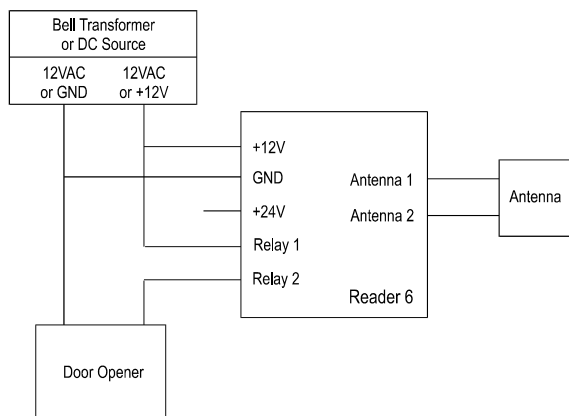 Bell Transformer
or DC Source
12VAC
or GND
12VAC
or +12V
+12V
GND
+24V
Relay 1
Relay 2
Antenna 1
Antenna 2
Reader 6
Antenna
Door Opener